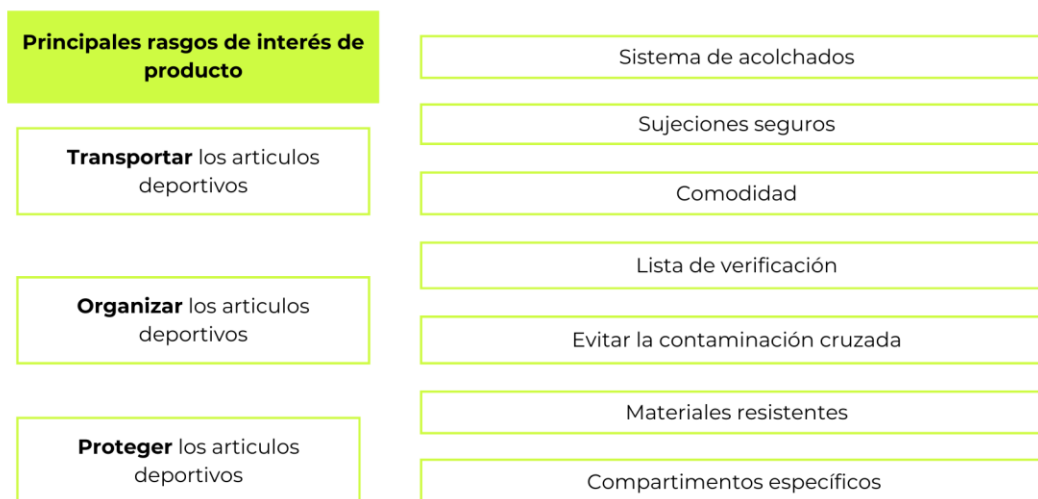 Principales rasgos de interés de
producto
Transportar los articulos
deportivos
Organizar los articulos
deportivos
Proteger los articulos
deportivos
Sistema de acolchados
Sujeciones seguros
Comodidad
Lista de verificación
Evitar la contaminación cruzada
Materiales resistentes
Compartimentos específicos